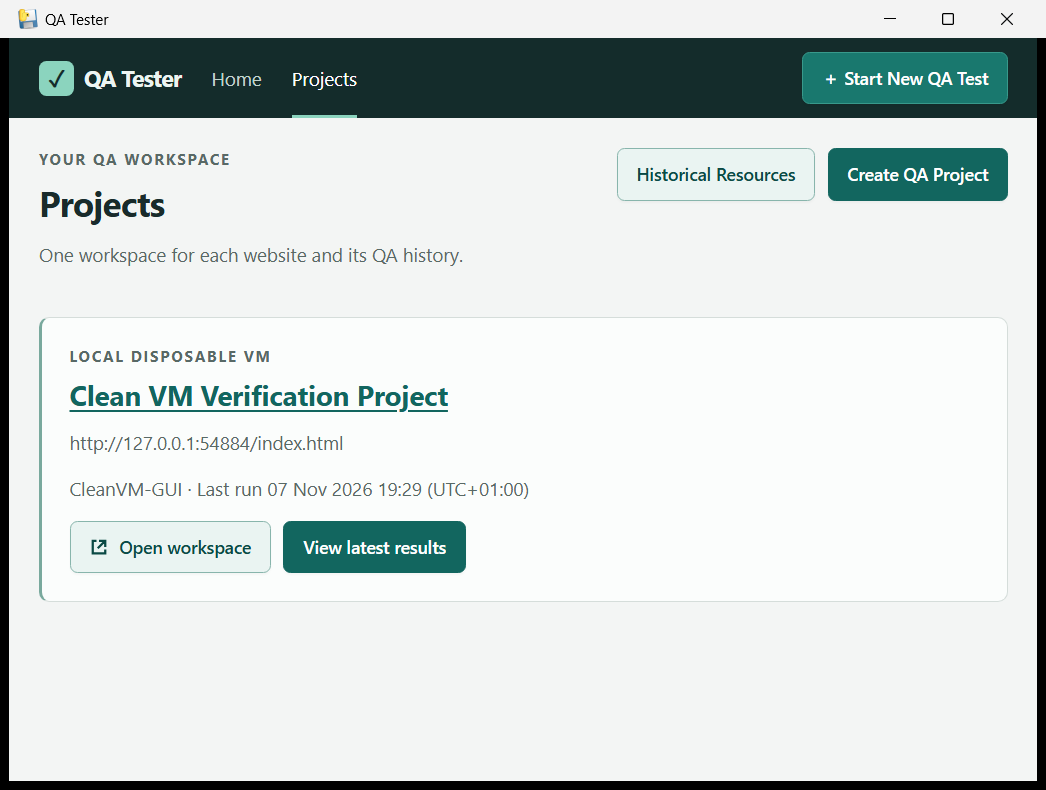 QA Tester
QA Tester
Home
Projects
+ Start New QA Test
YOUR QA WORKSPACE
Projects
One workspace for each website and its QA history.
Historical Resources
Create QA Project
LOCAL DISPOSABLE VM
Clean VM Verification Project
http://127.0.0.1:54884/index.html
CleanVM-GUI · Last run 07 Nov 2026 19:29 (UTC+01:00)
Open workspace
View latest results